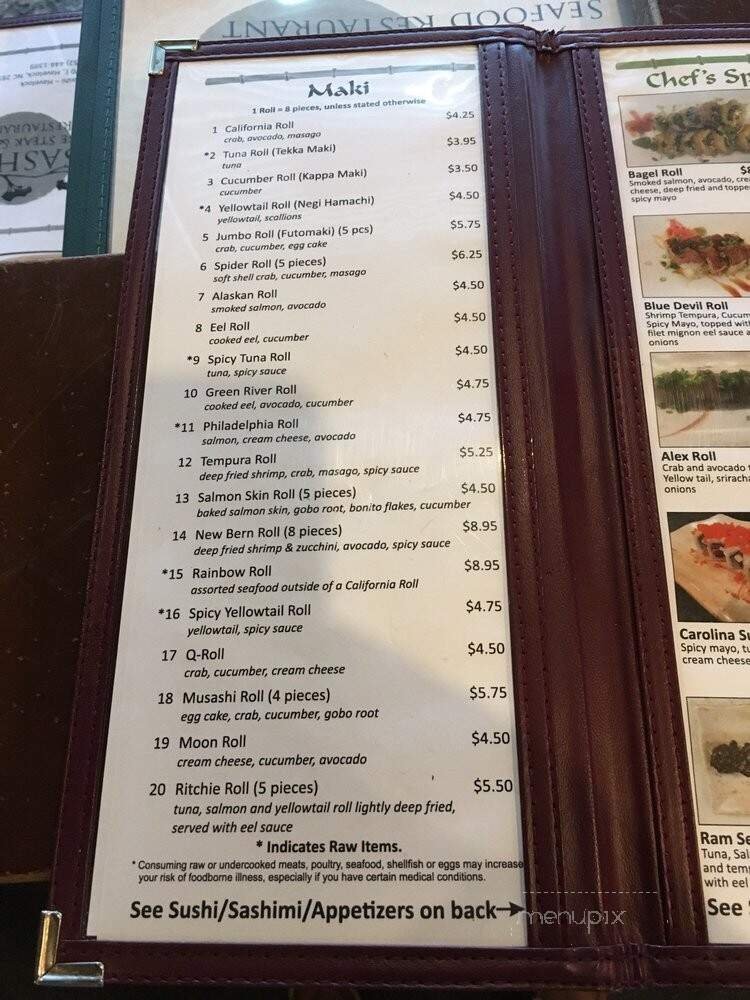 SEAFOOD RESTAURANT
Maki
1 Roll = 8 pieces, unless stated otherwise
1 California Roll $4.25
crab, avocado, masago
*2 Tuna Roll (Tekka Maki) $3.95
tuna
3 Cucumber Roll (Kappa Maki) $3.50
cucumber
*4 Yellowtail Roll (Negi Hamachi) $4.50
yellowtail, scallions
5 Jumbo Roll (Futomaki) (5 pcs) $5.75
crab, cucumber, egg cake
6 Spider Roll (5 pieces) $6.25
soft shell crab, cucumber, masago
7 Alaskan Roll $4.50
smoked salmon, avocado
8 Eel Roll $4.50
cooked eel, cucumber
*9 Spicy Tuna Roll $4.50
tuna, spicy sauce
10 Green River Roll $4.75
cooked eel, avocado, cucumber
*11 Philadelphia Roll $4.75
salmon, cream cheese, avocado
12 Tempura Roll $5.25
deep fried shrimp, crab, masago, spicy sauce
13 Salmon Skin Roll (5 pieces) $4.50
baked salmon skin, gobo root, bonito flakes, cucumber
14 New Bern Roll (8 pieces) $8.95
deep fried shrimp & zucchini, avocado, spicy sauce
*15 Rainbow Roll $8.95
assorted seafood outside of a California Roll
*16 Spicy Yellowtail Roll $4.75
yellowtail, spicy sauce
17 Q-Roll $4.50
crab, cucumber, cream cheese
18 Musashi Roll (4 pieces) $5.75
egg cake, crab, cucumber, gobo root
19 Moon Roll $4.50
cream cheese, cucumber, avocado
20 Ritchie Roll (5 pieces) $5.50
tuna, salmon and yellowtail roll lightly deep fried,
served with eel sauce
* Indicates Raw Items.
* Consuming raw or undercooked meats, poultry, seafood, shellfish or eggs may increase
your risk of foodborne illness, especially if you have certain medical conditions.
See Sushi/Sashimi/Appetizers on back→
menupix
Chef's Sp
Bagel Roll $8
Smoked salmon, avocado, cre
cheese, deep fried and toppe
spicy mayo
Blue Devil Roll
Shrimp Tempura, Cucum
Spicy Mayo, topped with
filet mignon eel sauce a
onions
Alex Roll
Crab and avocado t
Yellow tail, sriracha
onions
Carolina Su
Spicy mayo, tu
cream cheese
Ram Se
Tuna, Sal
and tem
with eel
See